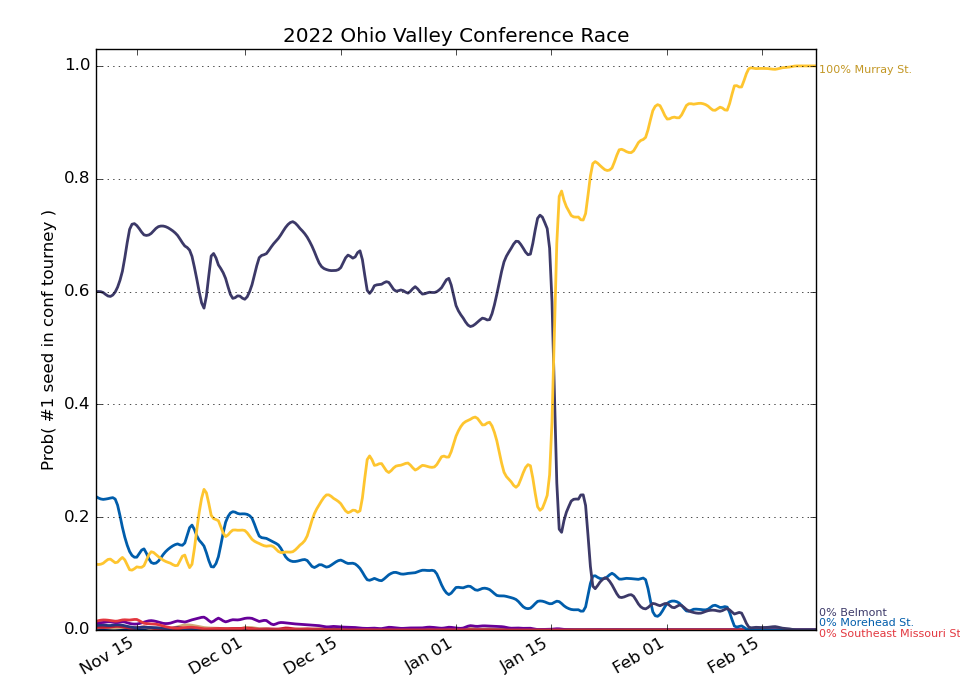 2022 Ohio Valley Conference Race
Prob( #1 seed in conf tourney )
1.0
0.8
0.6
0.4
0.2
0.0
Nov 15
Dec 01
Dec 15
Jan 01
Jan 15
Feb 01
Feb 15
100% Murray St.
0% Belmont
0% Morehead St.
0% Southeast Missouri St